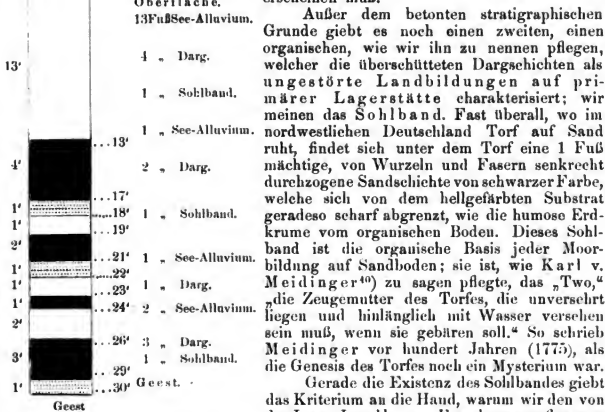 Oberfläche.
13Fuß See-Alluvium.
13'
4 „ Darg.
1 „ Sohlband.
1 „ See-Alluvium.
...13'
4'
2 „ Darg.
...17'
1'
...18'
1 „ Sohlband.
1'
...19'
2'
...21'
1 „ See-Alluvium.
1'
...22'
1'
1 „ Darg.
...23'
1'
...24'
2 „ See-Alluvium.
2'
...26'
3 „ Darg.
3'
1 „ Sohlband.
...29'
1'
...30'
Geest.
Geest
erscheinen muß.
Außer dem betonten stratigraphischen
Grunde giebt es noch einen zweiten, einen
organischen, wie wir ihn zu nennen pflegen,
welcher die überschütteten Dargschichten als
ungestörte Landbildungen auf pri-
märer Lagerstätte charakterisiert; wir
meinen das Sohlband. Fast überall, wo im
nordwestlichen Deutschland Torf auf Sand
ruht, findet sich unter dem Torf eine 1 Fuß
mächtige, von Wurzeln und Fasern senkrecht
durchzogene Sandschichte von schwarzer Farbe,
welche sich von dem hellgefärbten Substrat
geradeso scharf abgrenzt, wie die humose Erd-
krume vom organischen Boden. Dieses Sohl-
band ist die organische Basis jeder Moor-
bildung auf Sandboden; sie ist, wie Karl v.
Meidinger⁴⁰) zu sagen pflegte, das „Two,“
„die Zeugemutter des Torfes, die unversehrt
liegen und hinlänglich mit Wasser versehen
sein muß, wenn sie gebären soll.“ So schrieb
Meidinger vor hundert Jahren (1775), als
die Genesis des Torfes noch ein Mysterium war.
Gerade die Existenz des Sohlbandes giebt
das Kriterium an die Hand, warum wir den von